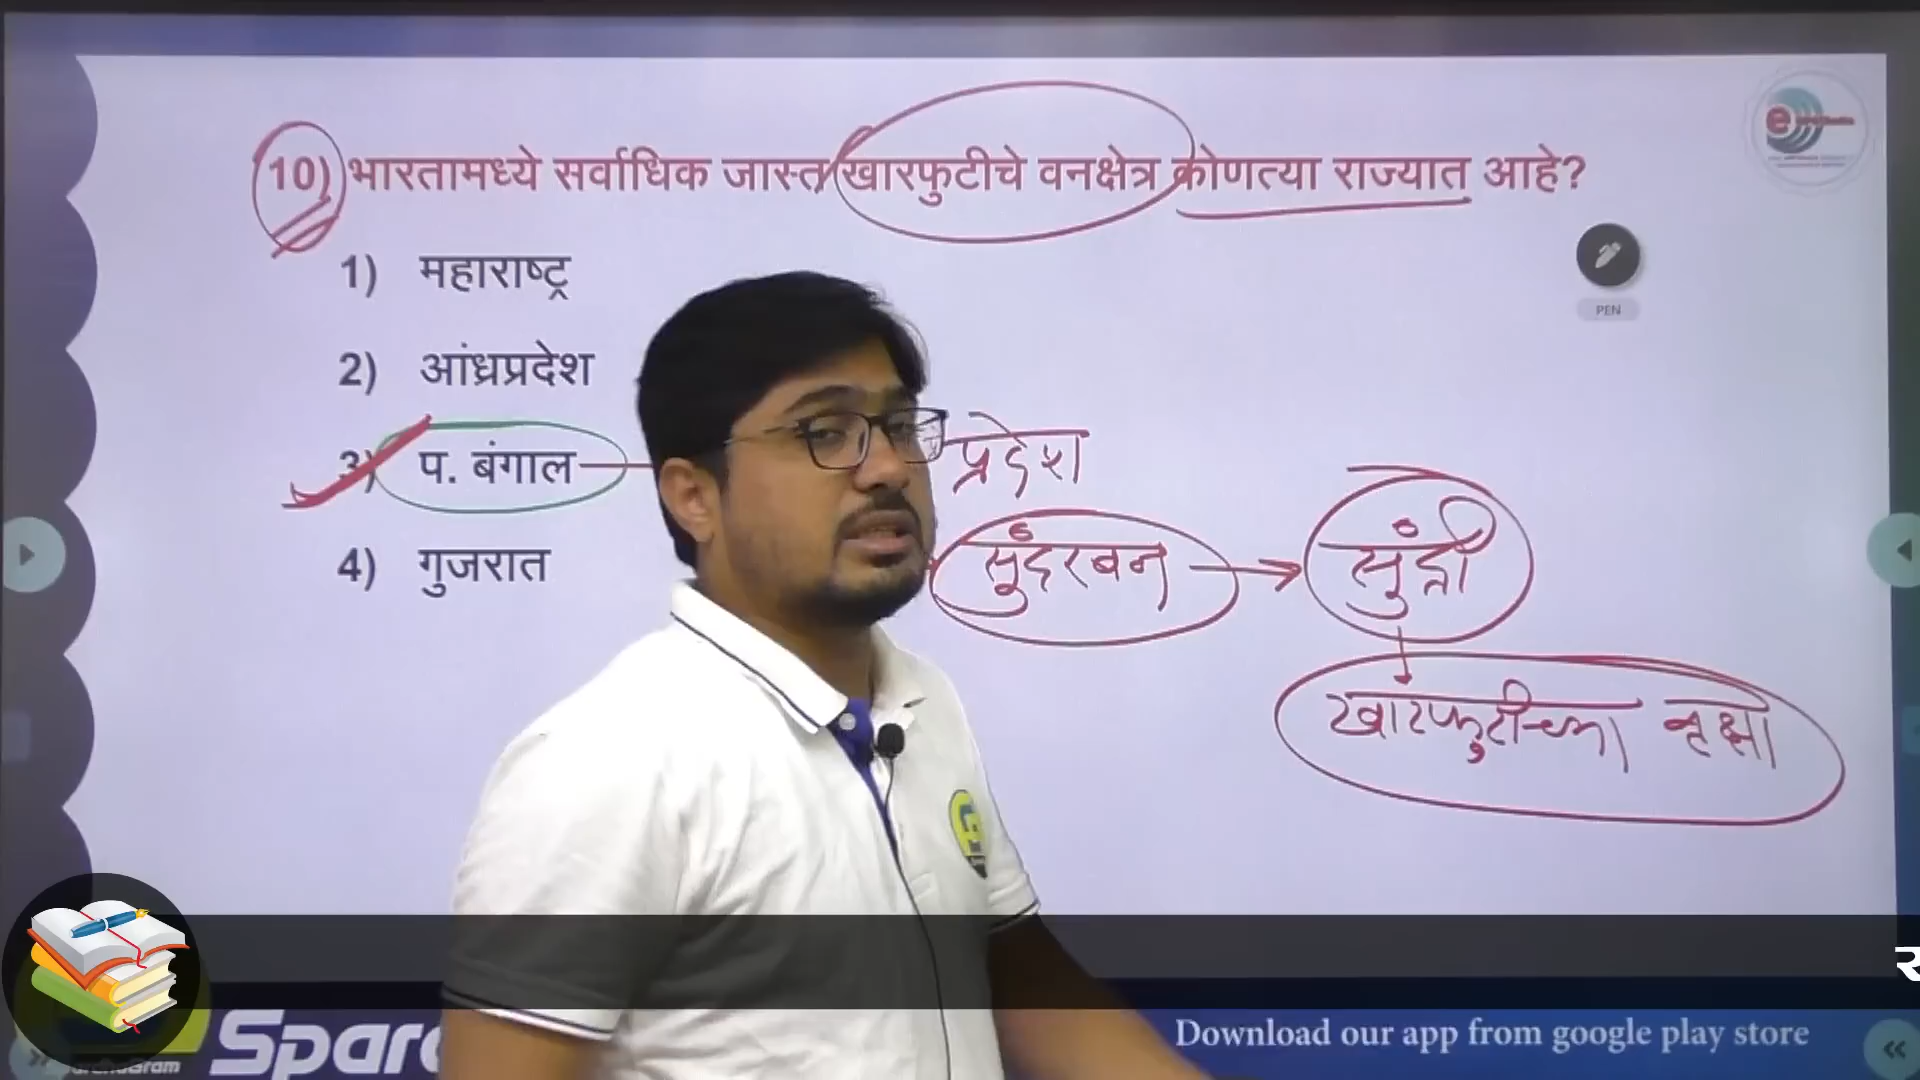 10) भारतामध्ये सर्वाधिक जास्त खारफुटीचे वनक्षेत्र कोणत्या राज्यात आहे?
1) महाराष्ट्र
PEN
2) आंध्रप्रदेश
3) प. बंगाल
प्रदेश
4) गुजरात
सुंदरबन
सुंद्री
खारफुटीच्या वृक्षा
Download our app from google play store